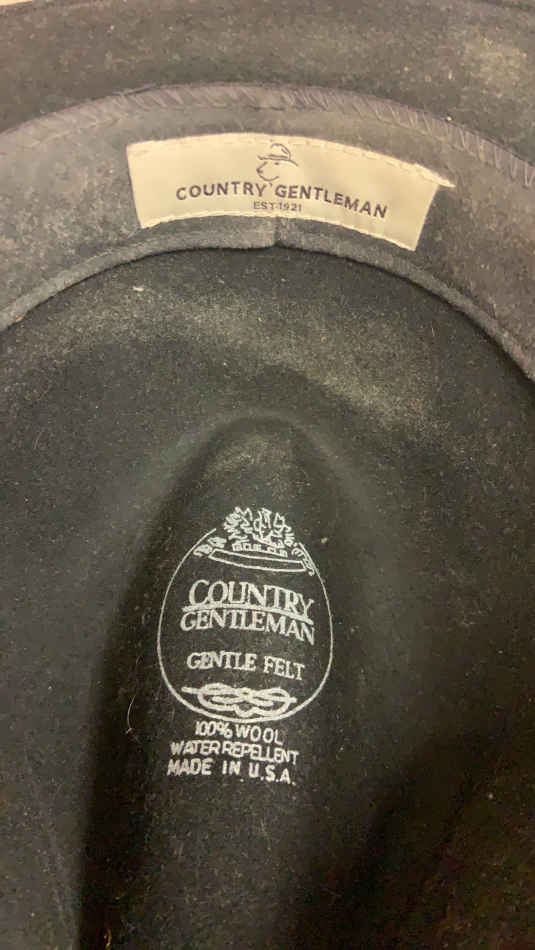 COUNTRY GENTLEMAN
EST 1921
COUNTRY
GENTLEMAN
GENTLE FELT
100% WOOL
WATER REPELLENT
MADE IN U.S.A.